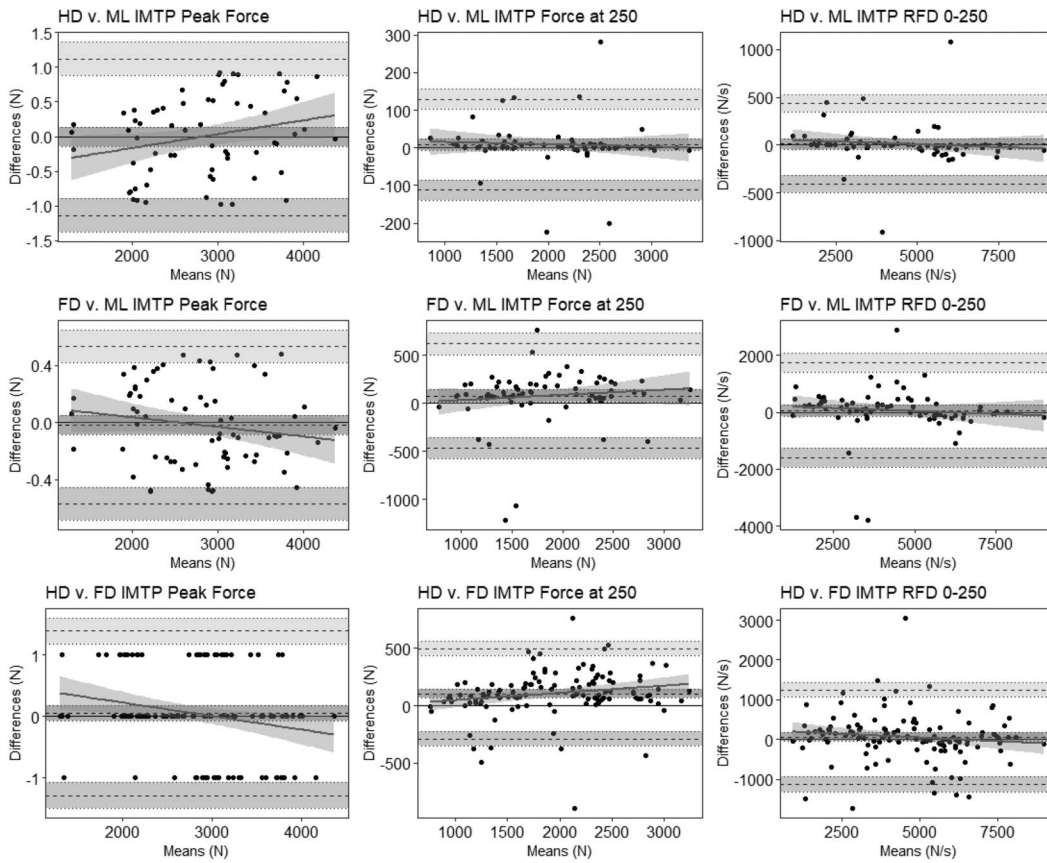 HD v. ML IMTP Peak Force
1.5
1.0
0.5
0.0
-0.5
-1.0
-1.5
Differences (N)
2000 3000 4000
Means (N)
HD v. ML IMTP Force at 250
300
200
100
0
-100
-200
Differences (N)
1000 1500 2000 2500 3000
Means (N)
HD v. ML IMTP RFD 0-250
1000
500
0
-500
-1000
Differences (N/s)
2500 5000 7500
Means (N/s)
FD v. ML IMTP Peak Force
0.4
0.0
-0.4
Differences (N)
2000 3000 4000
Means (N)
FD v. ML IMTP Force at 250
500
0
-500
-1000
Differences (N)
1000 1500 2000 2500 3000
Means (N)
FD v. ML IMTP RFD 0-250
2000
0
-2000
-4000
Differences (N/s)
2500 5000 7500
Means (N/s)
HD v. FD IMTP Peak Force
1
0
-1
Differences (N)
2000 3000 4000
Means (N)
HD v. FD IMTP Force at 250
500
0
-500
Differences (N)
1000 1500 2000 2500 3000
Means (N)
HD v. FD IMTP RFD 0-250
3000
2000
1000
0
-1000
Differences (N/s)
2500 5000 7500
Means (N/s)